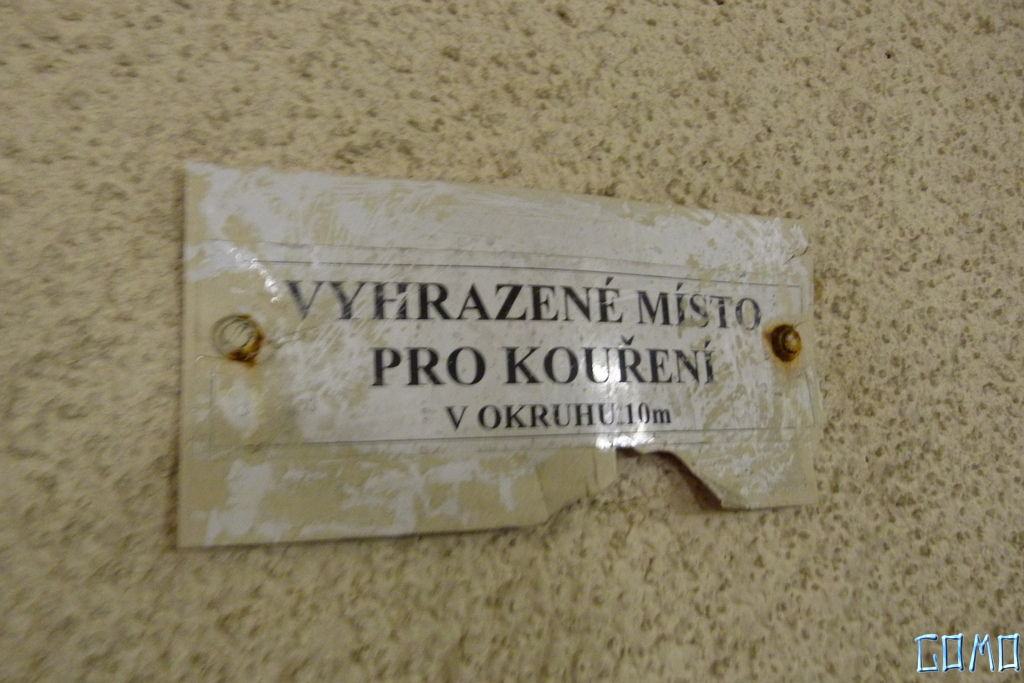 VYHRAZENÉ MÍSTO
PRO KOUŘENÍ
V OKRUHU 10m
GOMO